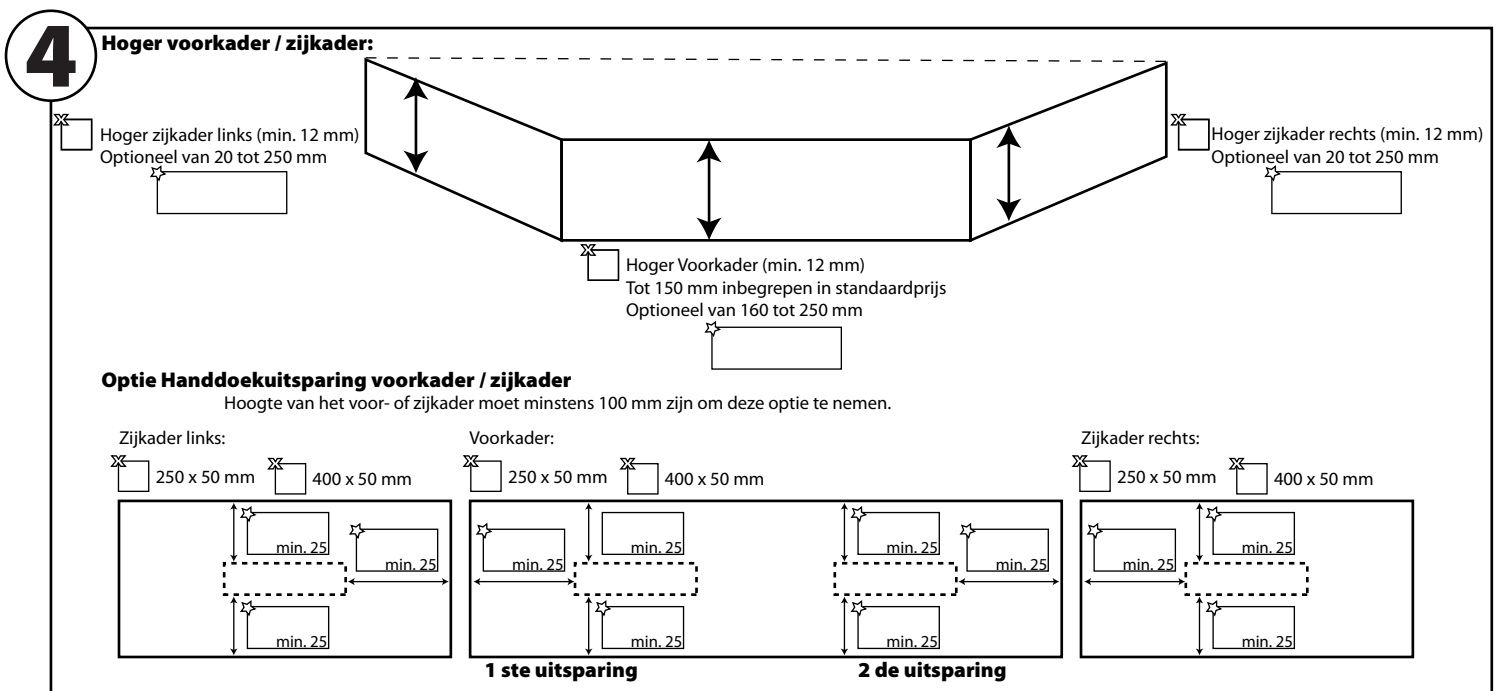 4
Hoger voorkader / zijkader:
Hoger zijkader links (min. 12 mm)
Optioneel van 20 tot 250 mm
Hoger zijkader rechts (min. 12 mm)
Optioneel van 20 tot 250 mm
Hoger Voorkader (min. 12 mm)
Tot 150 mm inbegrepen in standaardprijs
Optioneel van 160 tot 250 mm
Optie Handdoekuitsparing voorkader / zijkader
Hoogte van het voor- of zijkader moet minstens 100 mm zijn om deze optie te nemen.
Zijkader links:
250 x 50 mm
400 x 50 mm
min. 25
min. 25
min. 25
Voorkader:
250 x 50 mm
400 x 50 mm
min. 25
min. 25
min. 25
min. 25
min. 25
min. 25
1 ste uitsparing
2 de uitsparing
Zijkader rechts:
250 x 50 mm
400 x 50 mm
min. 25
min. 25
min. 25